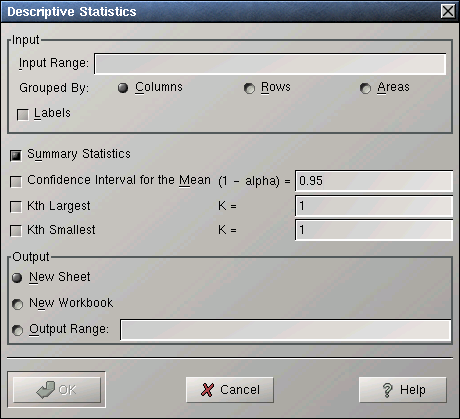 Descriptive Statistics
Input
Input Range:
Grouped By: Columns Rows Areas
Labels
Summary Statistics
Confidence Interval for the Mean (1 - alpha) = 0.95
Kth Largest K = 1
Kth Smallest K = 1
Output
New Sheet
New Workbook
Output Range:
OK Cancel Help